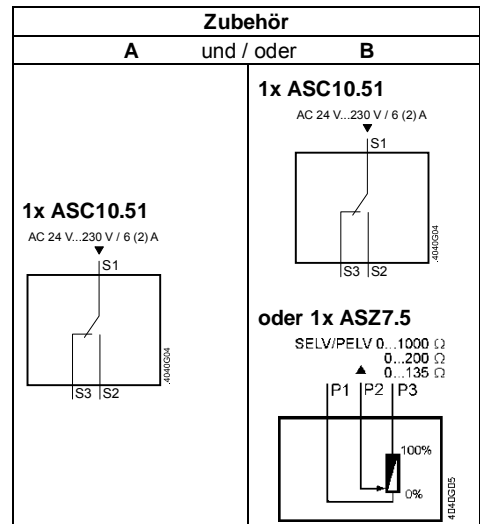 Zubehör
A und / oder B
1x ASC10.51
AC 24 V...230 V / 6 (2) A
S1
S3 S2
4040G04
1x ASC10.51
AC 24 V...230 V / 6 (2) A
S1
S3 S2
4040G04
oder 1x ASZ7.5
SELV/PELV 0...1000 Ω
0...200 Ω
0...135 Ω
P1 P2 P3
100%
0%
4040G05